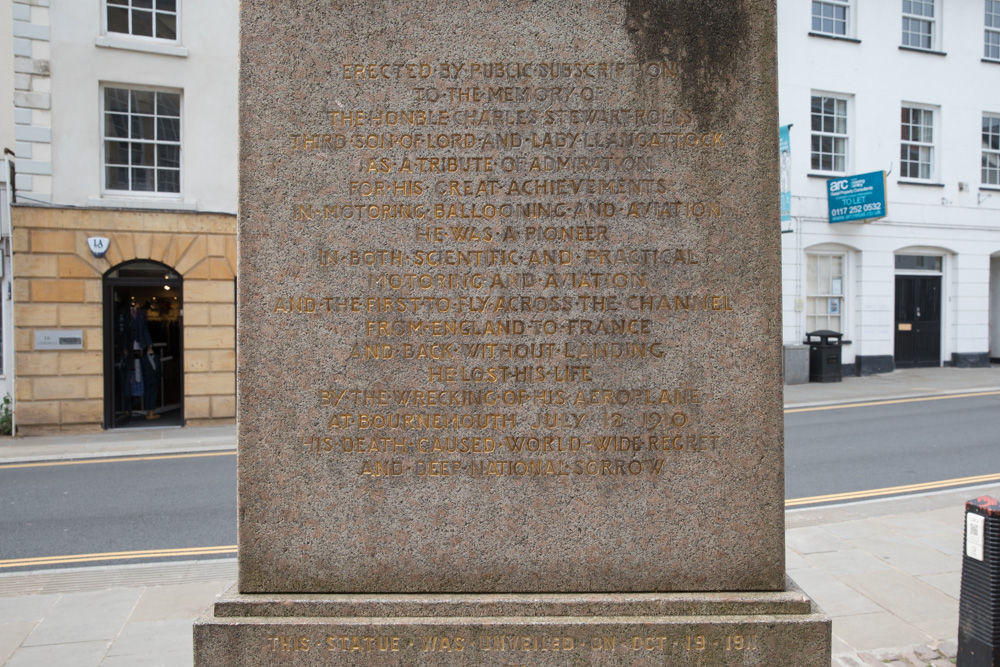 ERECTED·BY·PUBLIC·SUBSCRIPTION
TO·THE·MEMORY·O
THE·HONBLE·CHARLES·STEWART·ROLLS
THIRD·SON·OF·LORD·AND·LADY·LLANGATTOCK
AS·A·TRIBUTE·OF·ADMIRATION
FOR·HIS·GREAT·ACHIEVEMENTS
IN·MOTORING,BALLOONING·AND·AVIATION
HE·WAS·A·PIONEER
IN·BOTH·SCIENTIFIC·AND·PRACTICAL
MOTORING·AND·AVIATION
AND·THE·FIRST·TO·FLY·ACROSS·THE·CHANNEL
FROM·ENGLAND·TO·FRANCE
AND·BACK·WITHOUT·LANDING
HE·LOST·HIS·LIFE
BY·THE·WRECKING·OF·HIS·AEROPLANE
AT·BOURNEMOUTH JULY·12·1910
HIS·DEATH·CAUSED·WORLD·WIDE·REGRET
AND·DEEP·NATIONAL·SORROW
THIS·STATUE·WAS·UNVEILED·ON·OCT·19·1911
arc
TO LET
0117 252 0532
LA